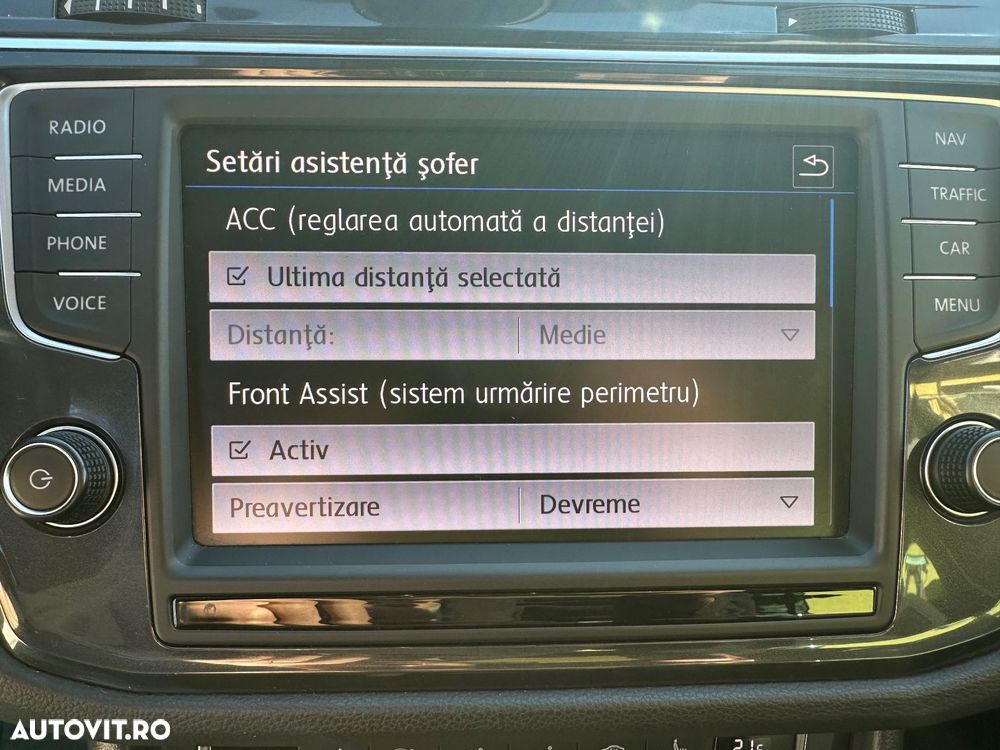 RADIO
MEDIA
PHONE
VOICE
Setări asistenţă şofer
ACC (reglarea automată a distanţei)
Ultima distanţă selectată
Distanţă: Medie
Front Assist (sistem urmărire perimetru)
Activ
Preavertizare Devreme
NAV
TRAFFIC
CAR
MENU
AUTOVIT.RO